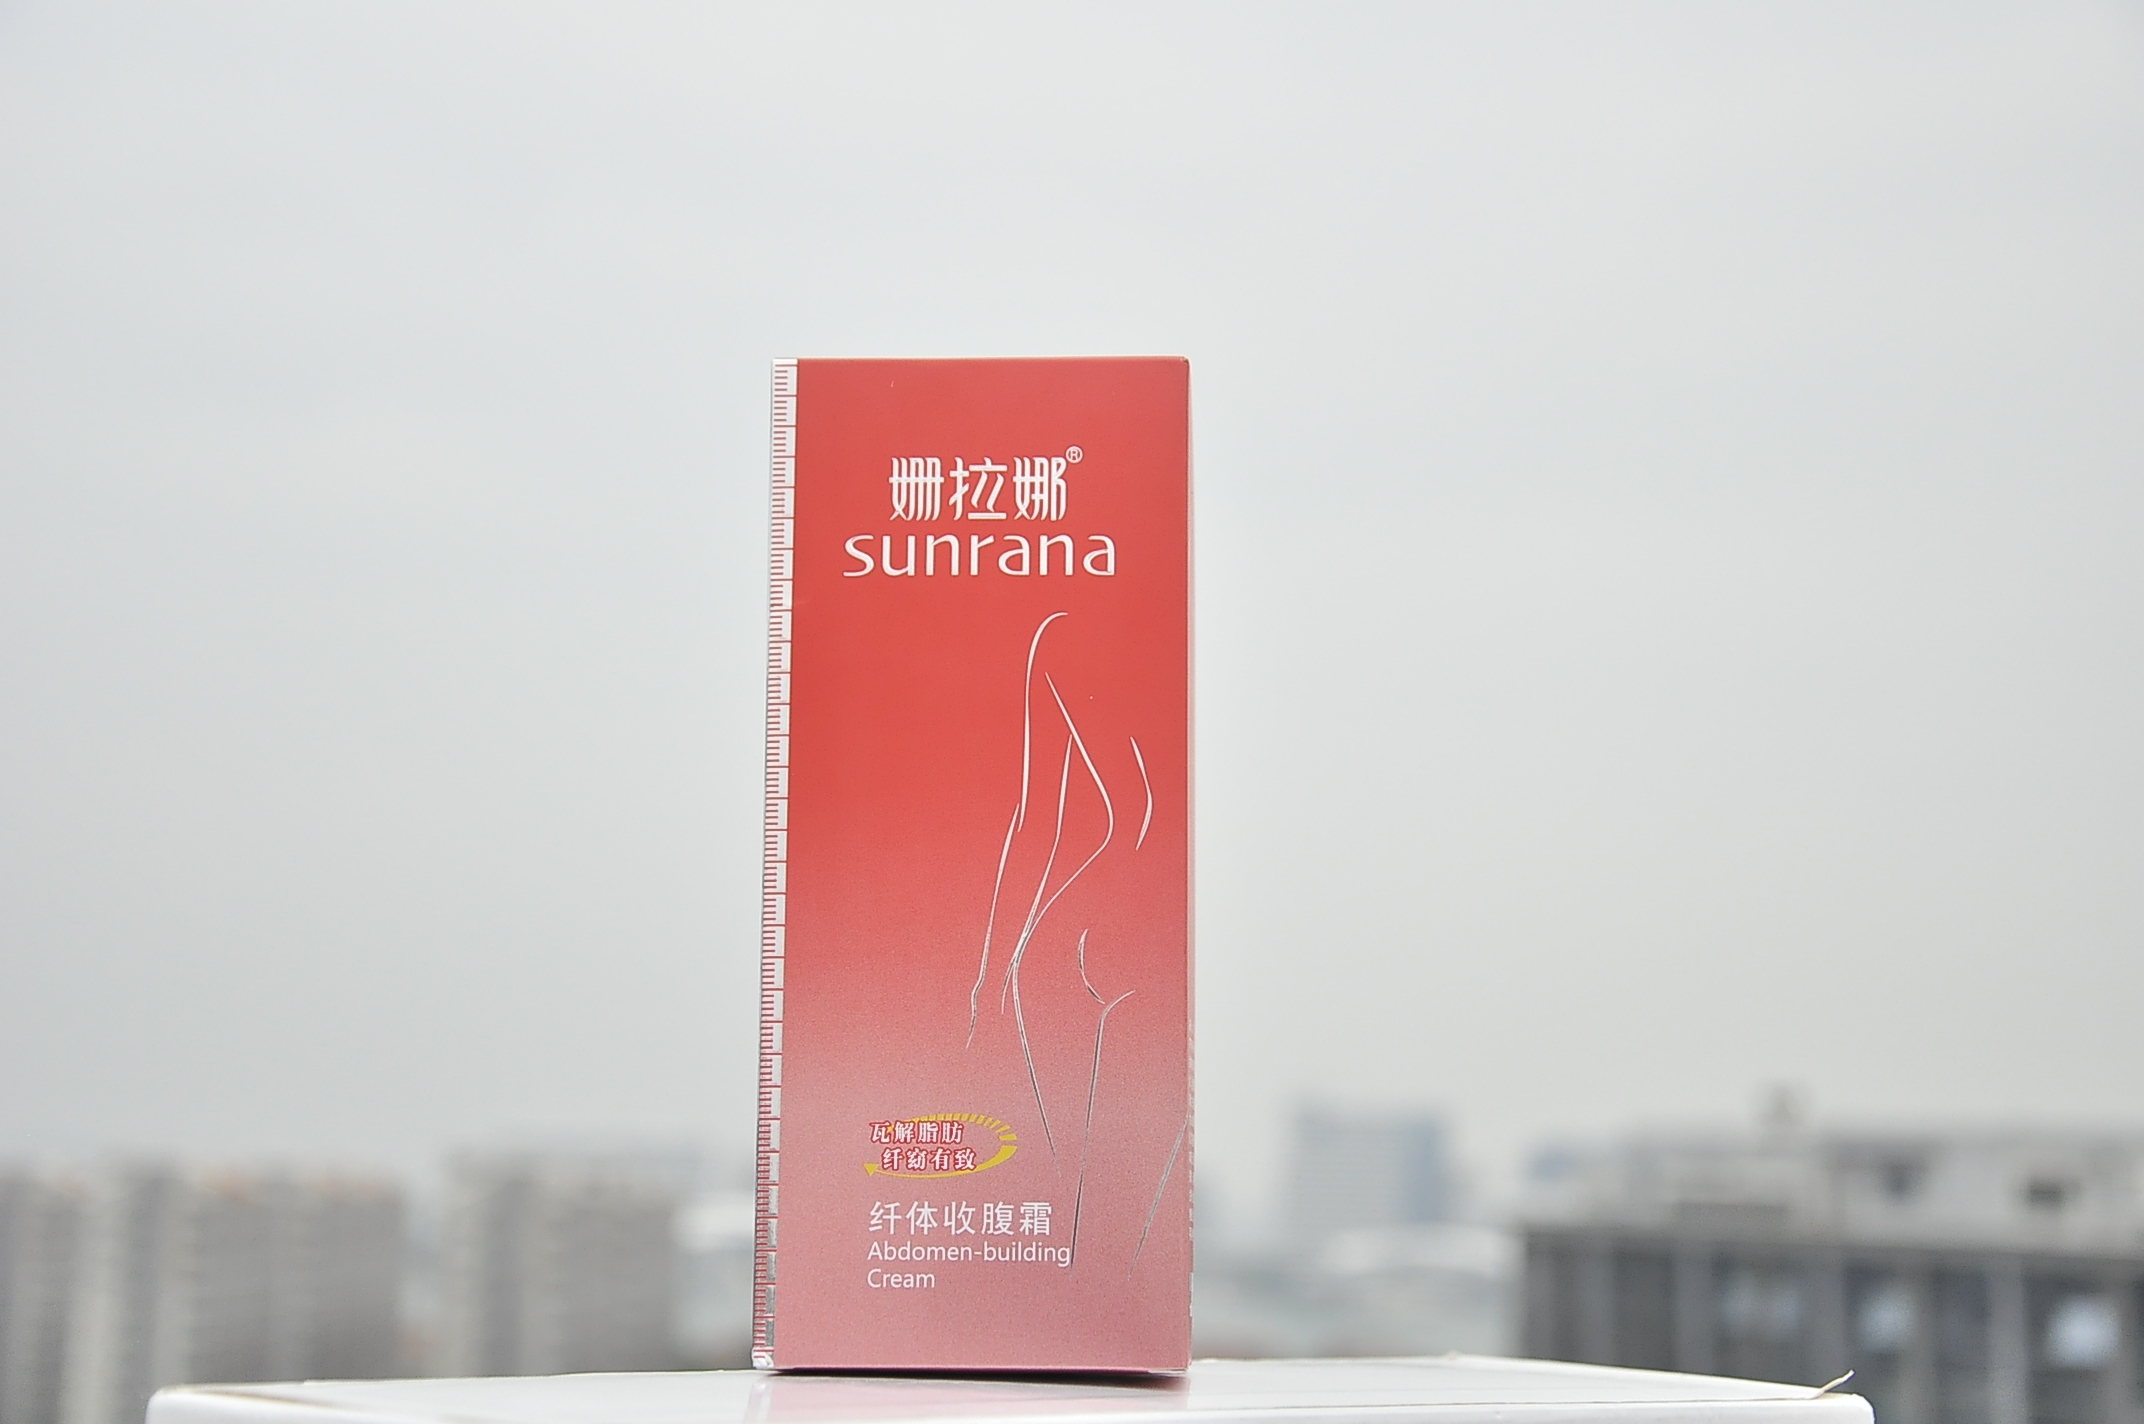 姗拉娜®
sunrana
瓦解脂肪
纤窈有致
纤体收腹霜
Abdomen-building
Cream